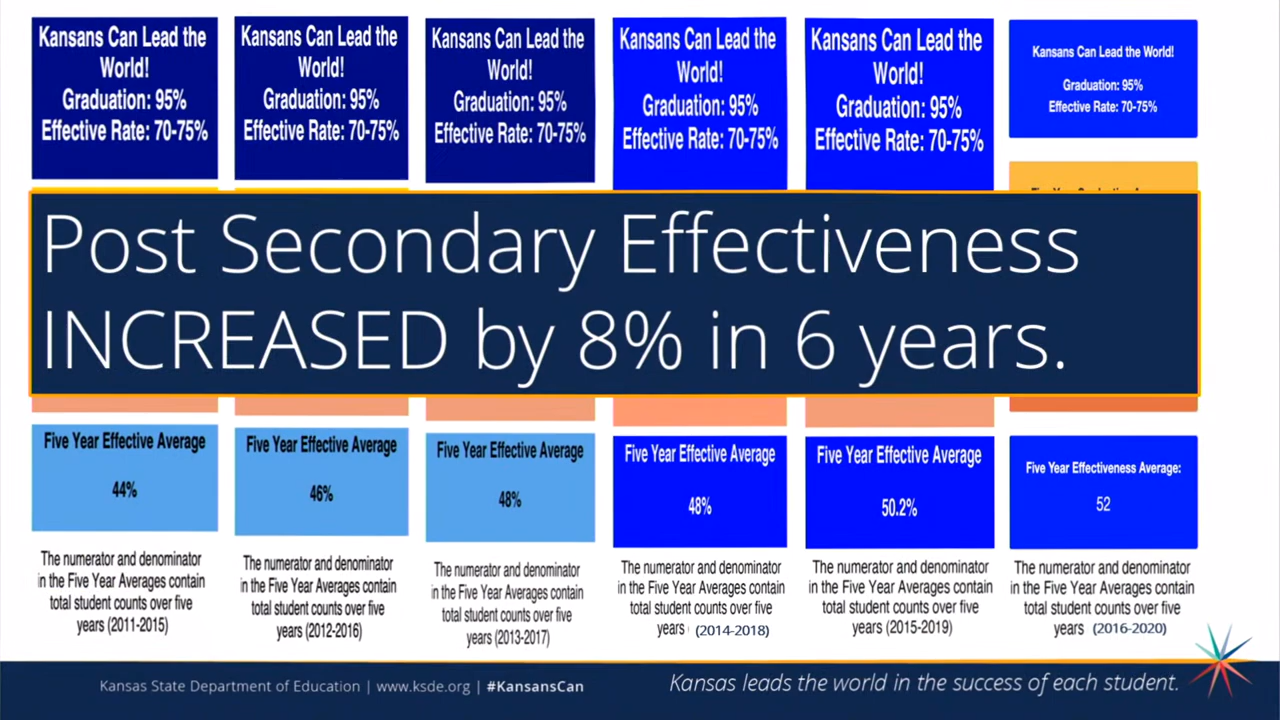 Kansans Can Lead the
World!
Graduation: 95%
Effective Rate: 70-75%
Kansans Can Lead the
World!
Graduation: 95%
Effective Rate: 70-75%
Kansans Can Lead the
World!
Graduation: 95%
Effective Rate: 70-75%
Kansans Can Lead the
World!
Graduation: 95%
Effective Rate: 70-75%
Kansans Can Lead the
World!
Graduation: 95%
Effective Rate: 70-75%
Kansans Can Lead the World!
Graduation: 95%
Effective Rate: 70-75%
Post Secondary Effectiveness
INCREASED by 8% in 6 years.
Five Year Effective Average
44%
The numerator and denominator
in the Five Year Averages contain
total student counts over five
years (2011-2015)
Five Year Effective Average
46%
The numerator and denominator
in the Five Year Averages contain
total student counts over five
years (2012-2016)
Five Year Effective Average
48%
The numerator and denominator
in the Five Year Averages contain
total student counts over five
years (2013-2017)
Five Year Effective Average
48%
The numerator and denominator
in the Five Year Averages contain
total student counts over five
years (2014-2018)
Five Year Effective Average
50.2%
The numerator and denominator
in the Five Year Averages contain
total student counts over five
years (2015-2019)
Five Year Effectiveness Average:
52
The numerator and denominator
in the Five Year Averages contain
total student counts over five
years (2016-2020)
Kansas State Department of Education | www.ksde.org | #KansansCan
Kansas leads the world in the success of each student.